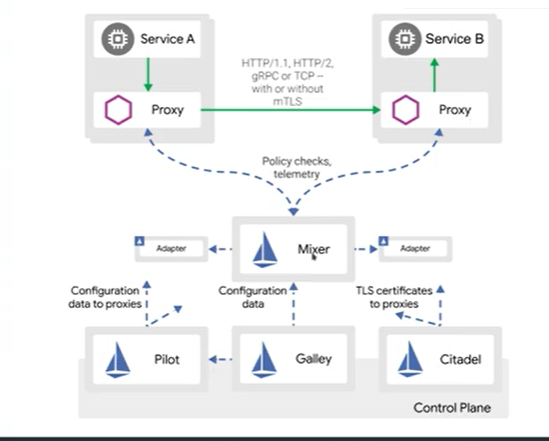 Service A
Service B
HTTP/1.1, HTTP/2,
gRPC or TCP –
with or without
mTLS
Proxy
Proxy
Policy checks,
telemetry
Adapter
Mixer
Adapter
Configuration
data to proxies
Configuration
data
TLS certificates
to proxies
Pilot
Galley
Citadel
Control Plane